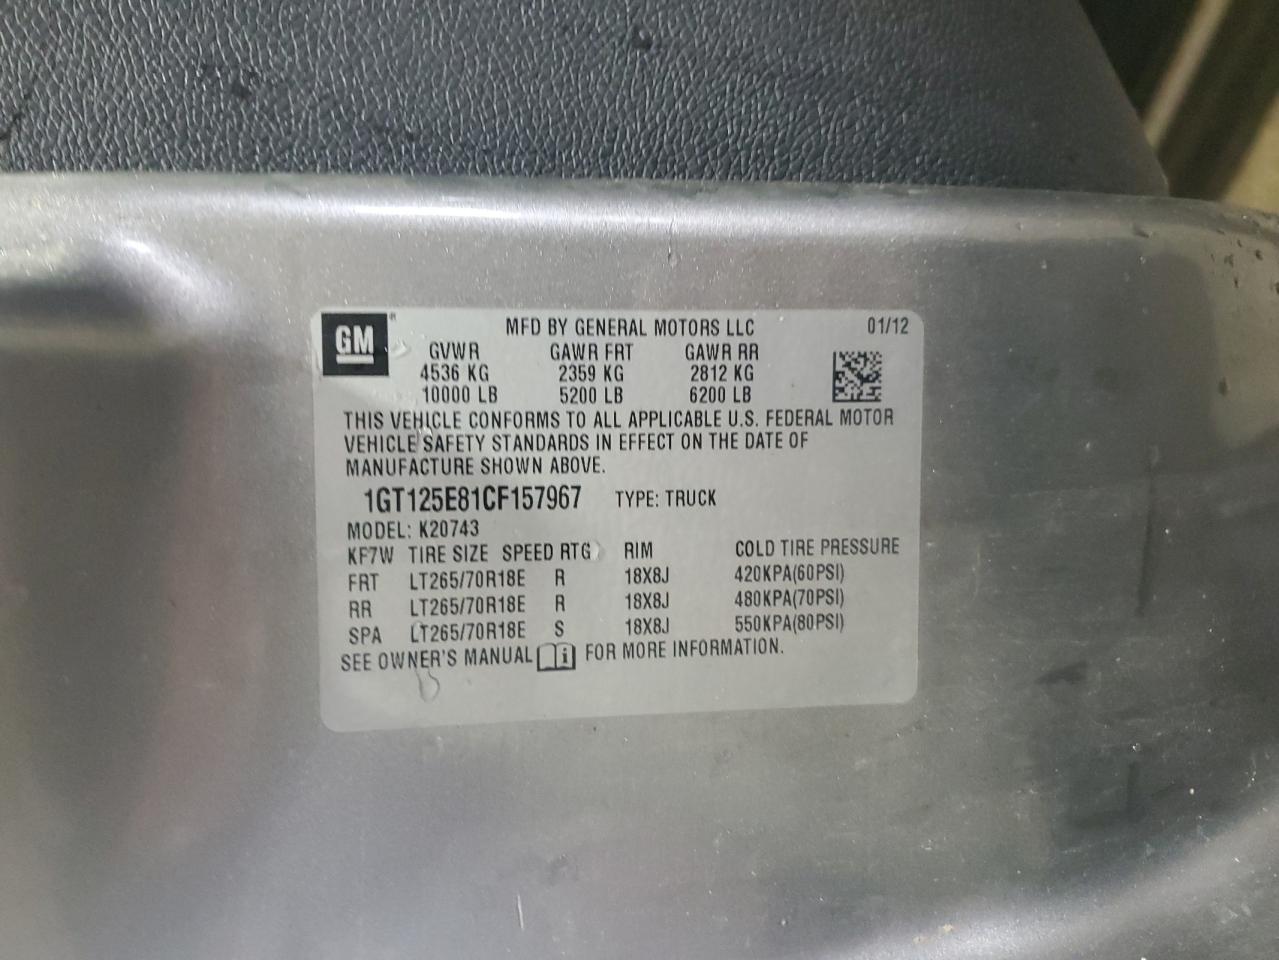 GM ® MFD BY GENERAL MOTORS LLC 01/12
GVWR GAWR FRT GAWR RR
4536 KG 2359 KG 2812 KG
10000 LB 5200 LB 6200 LB
THIS VEHICLE CONFORMS TO ALL APPLICABLE U.S. FEDERAL MOTOR
VEHICLE SAFETY STANDARDS IN EFFECT ON THE DATE OF
MANUFACTURE SHOWN ABOVE.
1GT125E81CF157967 TYPE: TRUCK
MODEL: K20743
KF7W TIRE SIZE SPEED RTG RIM COLD TIRE PRESSURE
FRT LT265/70R18E R 18X8J 420KPA(60PSI)
RR LT265/70R18E R 18X8J 480KPA(70PSI)
SPA LT265/70R18E S 18X8J 550KPA(80PSI)
SEE OWNER'S MANUAL i FOR MORE INFORMATION.